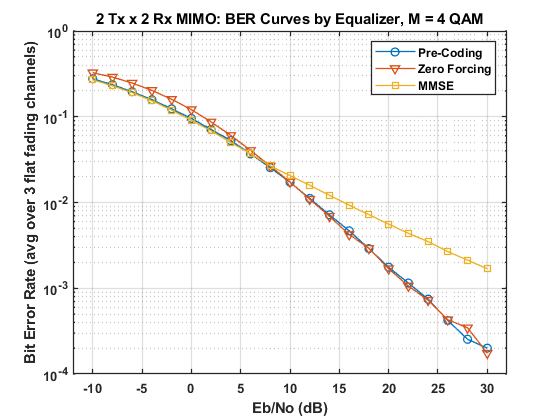 2 Tx x 2 Rx MIMO: BER Curves by Equalizer, M = 4 QAM
Pre-Coding
Zero Forcing
MMSE
Bit Error Rate (avg over 3 flat fading channels)
10^0
10^-1
10^-2
10^-3
10^-4
-10 -5 0 5 10 15 20 25 30
Eb/No (dB)